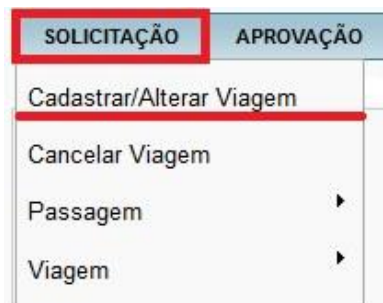 SOLICITAÇÃO APROVAÇÃO
Cadastrar/Alterar Viagem
Cancelar Viagem
Passagem
Viagem